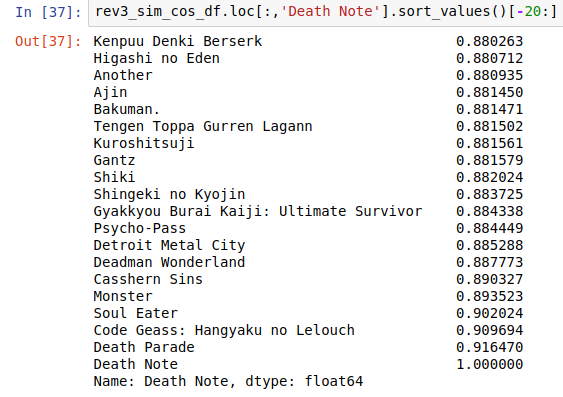 In [37]: rev3_sim_cos_df.loc[:,'Death Note'].sort_values()[-20:]
Out[37]: Kenpuu Denki Berserk 0.880263
Higashi no Eden 0.880712
Another 0.880935
Ajin 0.881450
Bakuman. 0.881471
Tengen Toppa Gurren Lagann 0.881502
Kuroshitsuji 0.881561
Gantz 0.881579
Shiki 0.882024
Shingeki no Kyojin 0.883725
Gyakkyou Burai Kaiji: Ultimate Survivor 0.884338
Psycho-Pass 0.884449
Detroit Metal City 0.885288
Deadman Wonderland 0.887773
Casshern Sins 0.890327
Monster 0.893523
Soul Eater 0.902024
Code Geass: Hangyaku no Lelouch 0.909694
Death Parade 0.916470
Death Note 1.000000
Name: Death Note, dtype: float64